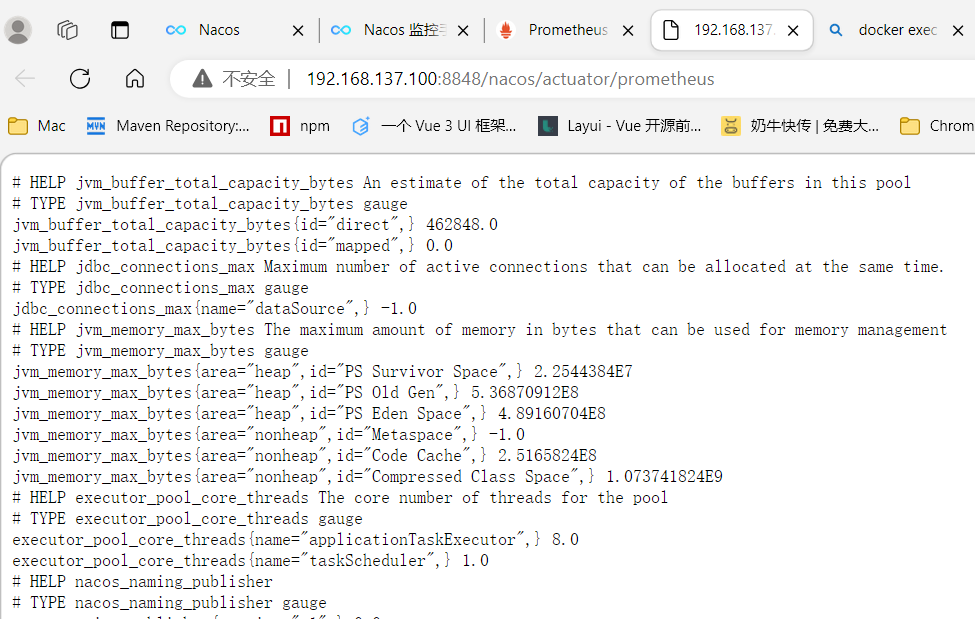 Nacos
Nacos 监控
Prometheus
192.168.137.
docker exec
不安全 192.168.137.100:8848/nacos/actuator/prometheus
Mac
MVN
Maven Repository:...
npm
一个 Vue 3 UI 框架...
Layui - Vue 开源前...
奶牛快传 | 免费大...
Chrom
# HELP jvm_buffer_total_capacity_bytes An estimate of the total capacity of the buffers in this pool
# TYPE jvm_buffer_total_capacity_bytes gauge
jvm_buffer_total_capacity_bytes{id="direct",} 462848.0
jvm_buffer_total_capacity_bytes{id="mapped",} 0.0
# HELP jdbc_connections_max Maximum number of active connections that can be allocated at the same time.
# TYPE jdbc_connections_max gauge
jdbc_connections_max{name="dataSource",} -1.0
# HELP jvm_memory_max_bytes The maximum amount of memory in bytes that can be used for memory management
# TYPE jvm_memory_max_bytes gauge
jvm_memory_max_bytes{area="heap",id="PS Survivor Space",} 2.2544384E7
jvm_memory_max_bytes{area="heap",id="PS Old Gen",} 5.36870912E8
jvm_memory_max_bytes{area="heap",id="PS Eden Space",} 4.89160704E8
jvm_memory_max_bytes{area="nonheap",id="Metaspace",} -1.0
jvm_memory_max_bytes{area="nonheap",id="Code Cache",} 2.5165824E8
jvm_memory_max_bytes{area="nonheap",id="Compressed Class Space",} 1.073741824E9
# HELP executor_pool_core_threads The core number of threads for the pool
# TYPE executor_pool_core_threads gauge
executor_pool_core_threads{name="applicationTaskExecutor",} 8.0
executor_pool_core_threads{name="taskScheduler",} 1.0
# HELP nacos_naming_publisher
# TYPE nacos_naming_publisher gauge